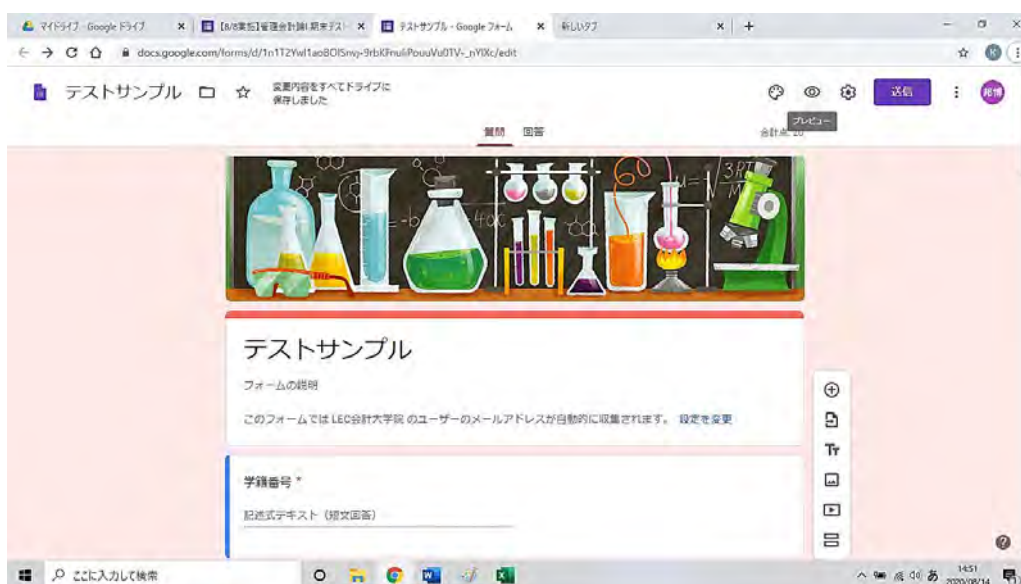 マイドライブ - Google ドライブ
[8/8実施]管理会計論I 期末テスト
テストサンプル - Google フォーム
新しいタブ
テストサンプル
変更内容をすべてドライブに
保存しました
送信
邦博
プレビュー
質問 回答
合計点: 20
3RT
M
テストサンプル
フォームの説明
このフォームでは LEC会計大学院 のユーザーのメールアドレスが自動的に収集されます。 設定を変更
学籍番号 *
記述式テキスト（短文回答）
Tт
ここに入力して検索
あ
14:51
2020/08/14